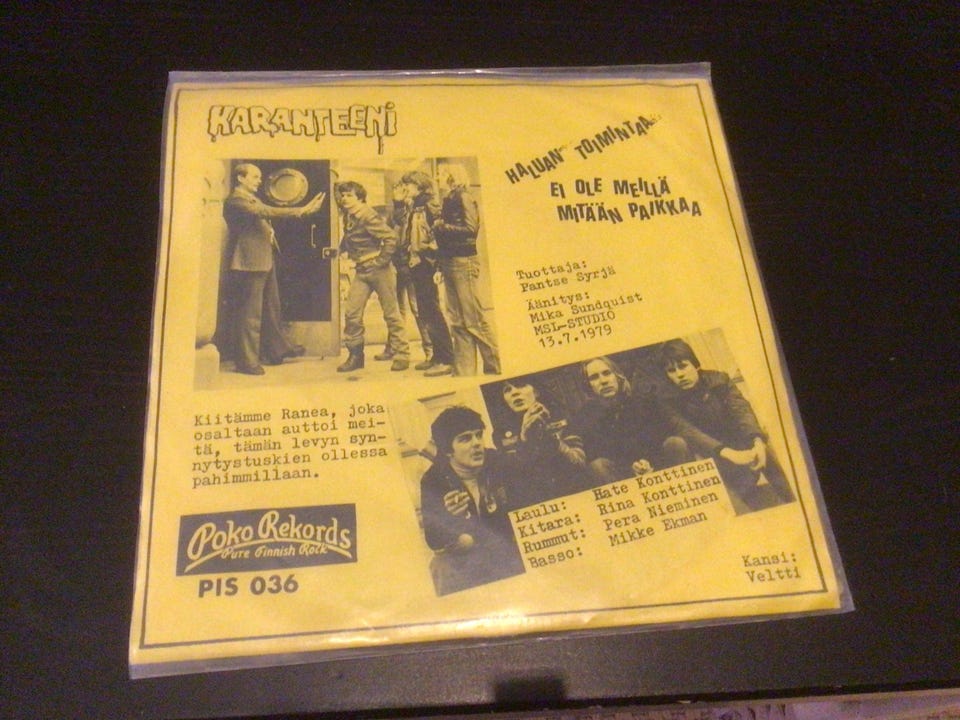 KARANTEENI
HALUAN TOIMINTAA
EI OLE MEILLÄ
MITÄÄN PAIKKAA
Tuottaja:
Pantse Syrjä
Äänitys:
Mika Sundquist
MSL-STUDIO
13.7.1979
Kiitämme Ranea, joka
osaltaan auttoi mei-
tä, tämän levyn syn-
nytystuskien ollessa
pahimmillaan.
Laulu: Hate Konttinen
Kitara: Rina Konttinen
Rummut: Pera Nieminen
Basso: Mikke Ekman
Poko Rekords
Pure Finnish Rock
PIS 036
Kansi:
Veltti